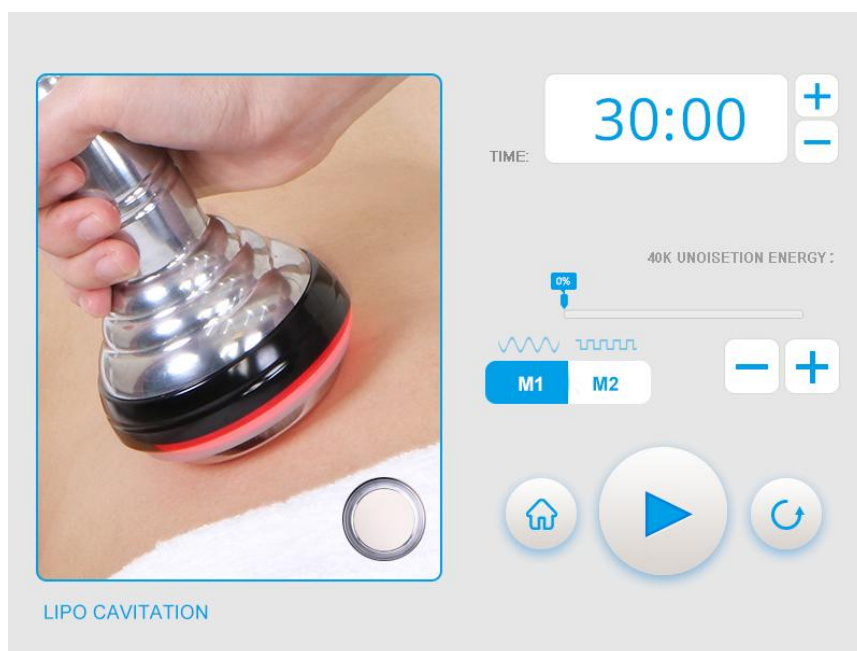 30:00
TIME:
40K UNOISETION ENERGY:
0%
M1 M2
LIPO CAVITATION